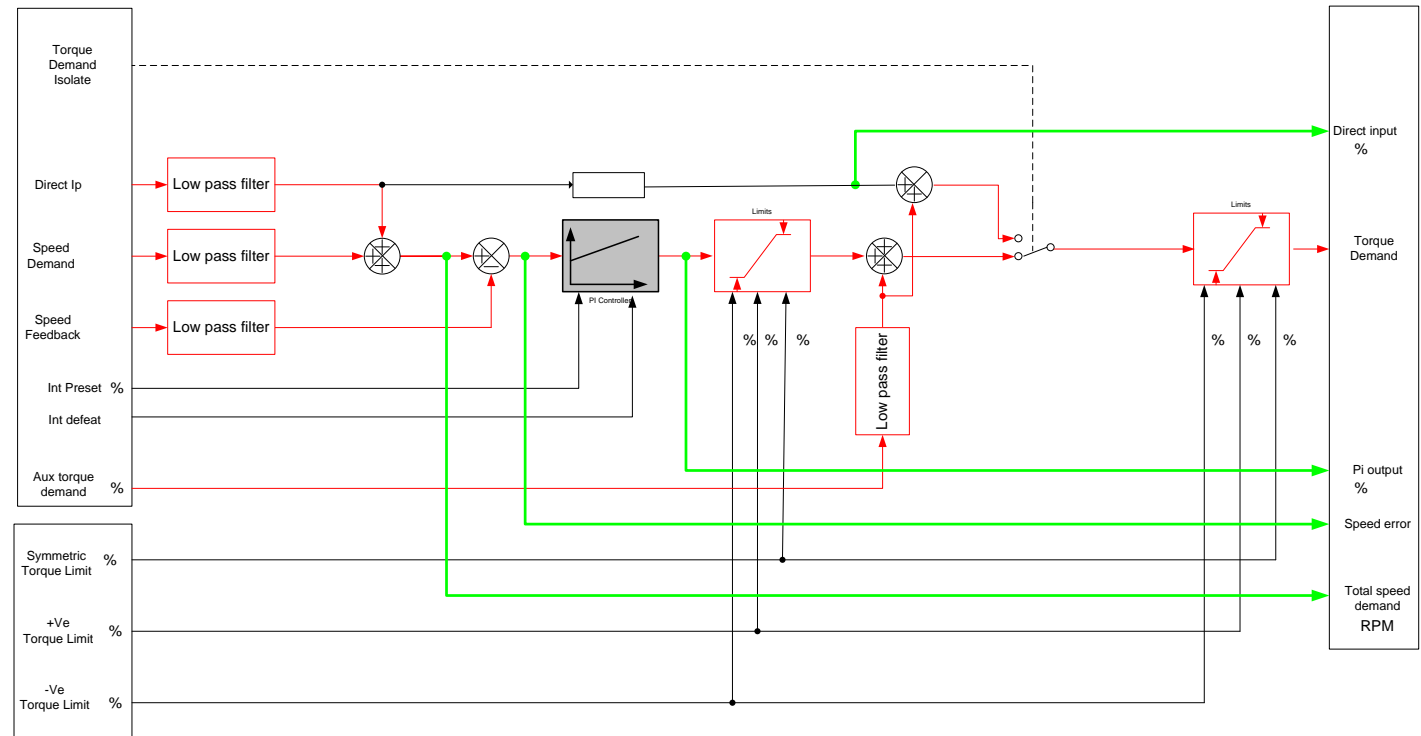 Torque
Demand
Isolate
Direct input
%
Direct Ip
Low pass filter
Limits
Limits
Speed
Demand
Low pass filter
Torque
Demand
PI Controller
Speed
Feedback
Low pass filter
% % %
% % %
Low pass filter
Int Preset %
Int defeat
Aux torque
demand %
Pi output
%
Speed error
Symmetric
Torque Limit %
Total speed
demand
RPM
+Ve
Torque Limit %
-Ve
Torque Limit %